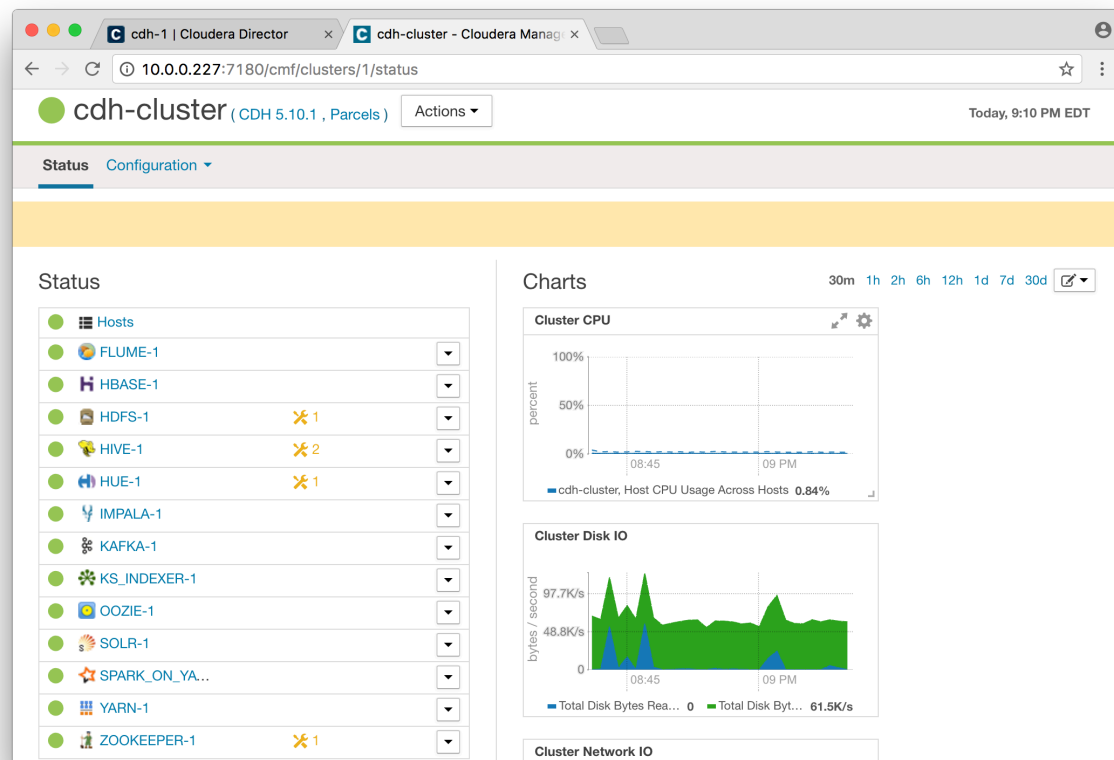 cdh-1 | Cloudera Director
cdh-cluster - Cloudera Manag
10.0.0.227:7180/cmf/clusters/1/status
cdh-cluster ( CDH 5.10.1 , Parcels ) Actions Today, 9:10 PM EDT
Status Configuration
Status
Hosts
FLUME-1
HBASE-1
HDFS-1 1
HIVE-1 2
HUE-1 1
IMPALA-1
KAFKA-1
KS_INDEXER-1
OOZIE-1
SOLR-1
SPARK_ON_YA...
YARN-1
ZOOKEEPER-1 1
Charts 30m 1h 2h 6h 12h 1d 7d 30d
Cluster CPU
percent
100%
50%
0%
08:45 09 PM
cdh-cluster, Host CPU Usage Across Hosts 0.84%
Cluster Disk IO
bytes / second
97.7K/s
48.8K/s
0
08:45 09 PM
Total Disk Bytes Rea... 0 Total Disk Byt... 61.5K/s
Cluster Network IO